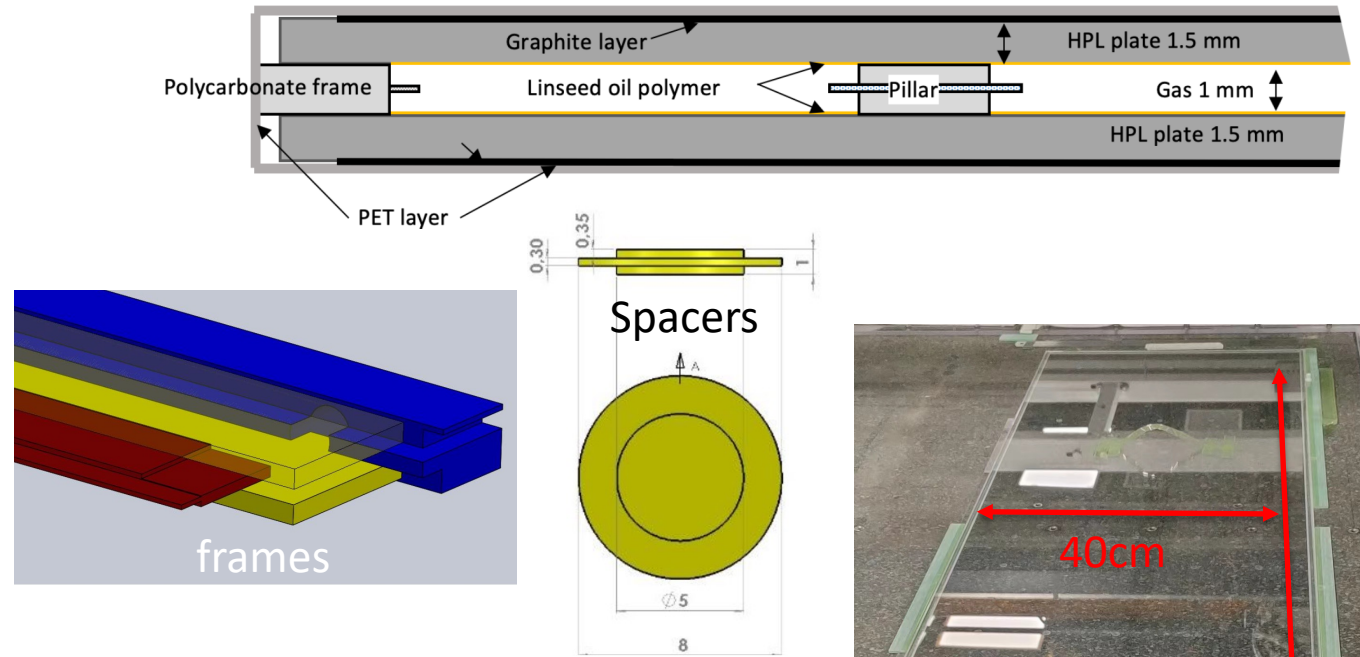 Graphite layer
HPL plate 1.5 mm
Polycarbonate frame
Linseed oil polymer
Pillar
Gas 1 mm
HPL plate 1.5 mm
PET layer
0,35
0,30
1
Spacers
A
frames
40cm
∅5
8